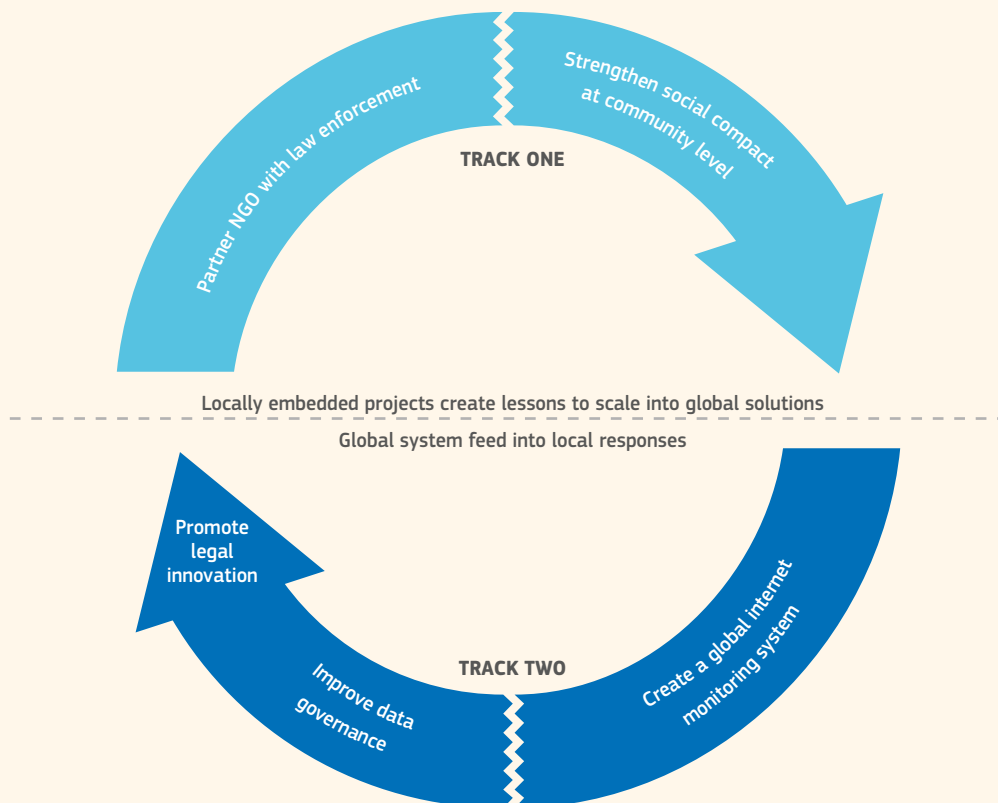 Partner NGO with law enforcement
Strengthen social compact
at community level
TRACK ONE
Locally embedded projects create lessons to scale into global solutions
Global system feed into local responses
Create a global internet
monitoring system
TRACK TWO
Improve data
governance
Promote
legal
innovation